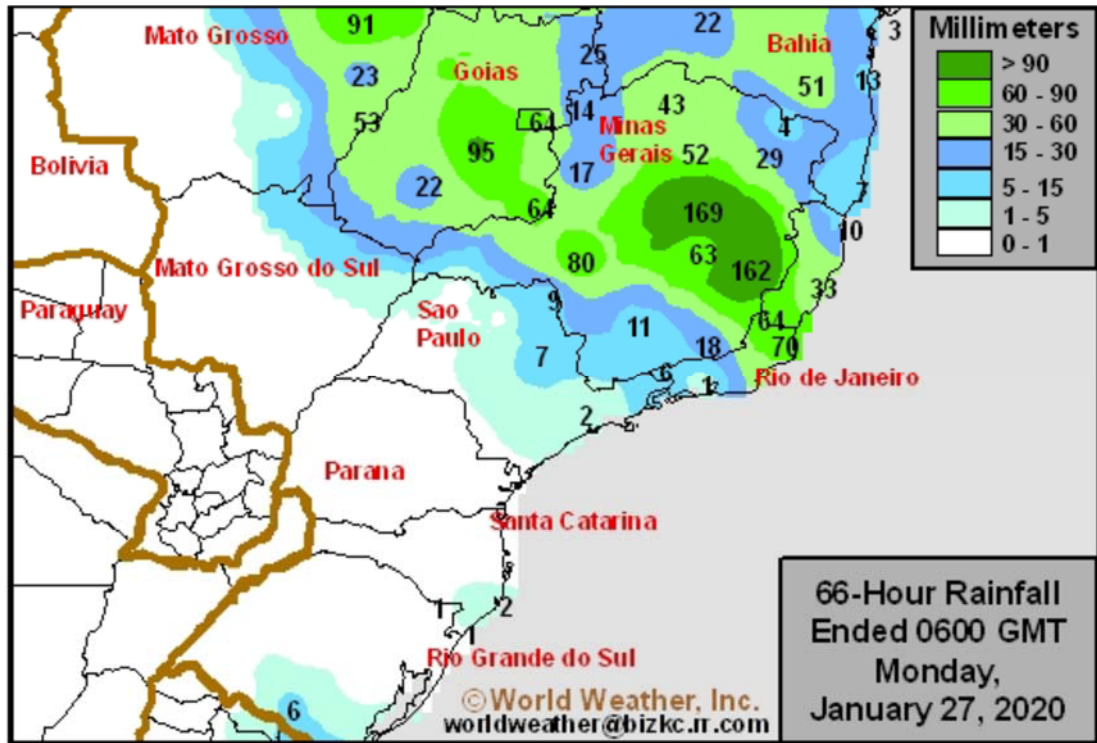 91
22
3
Mato Grosso
Bahia
25
Goias
23
51
13
14
43
53
64
Minas
Gerais
4
95
52
29
Bolivia
17
22
7
64
169
10
63
80
162
Mato Grosso do Sul
33
Paraguay
Sao
Paulo
9
11
64
7
18
70
6
1
Rio de Janeiro
2
Parana
Santa Catarina
1
2
1
Rio Grande do Sul
6
©World Weather, Inc.
worldweather@bizkc.rr.com
Millimeters
> 90
60 - 90
30 - 60
15 - 30
5 - 15
1 - 5
0 - 1
66-Hour Rainfall
Ended 0600 GMT
Monday,
January 27, 2020